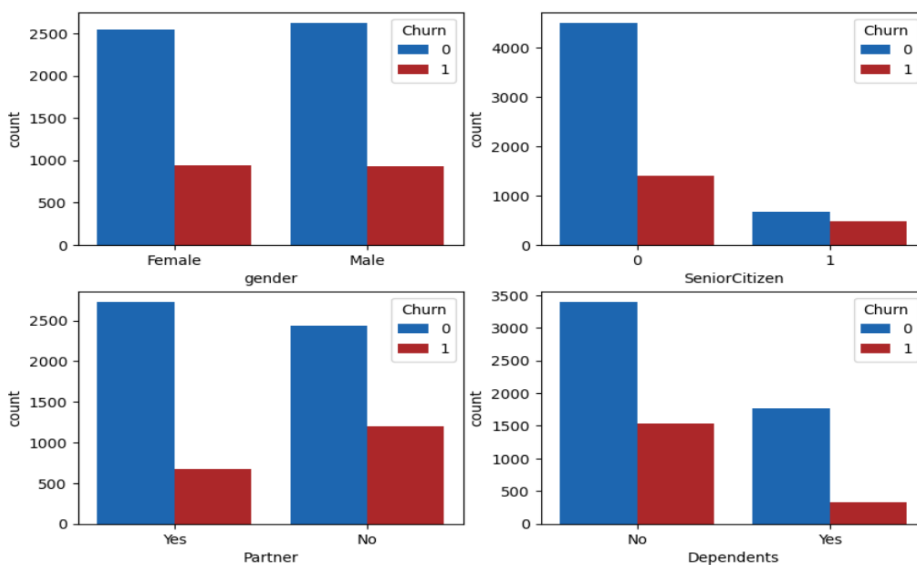 2500
2000
1500
1000
500
0
count
Churn
0
1
Female
Male
gender
4000
3000
2000
1000
0
count
Churn
0
1
0
1
SeniorCitizen
2500
2000
1500
1000
500
0
count
Churn
0
1
Yes
No
Partner
3500
3000
2500
2000
1500
1000
500
0
count
Churn
0
1
No
Yes
Dependents